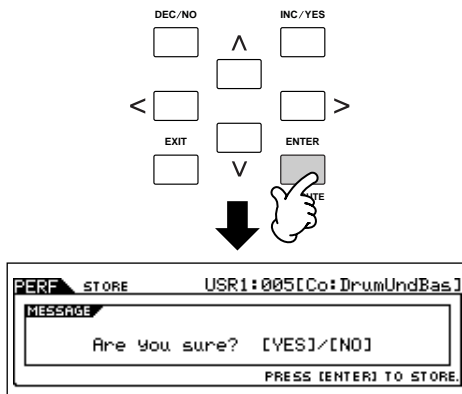 DEC/NO INC/YES
∧
< >
EXIT ENTER
∨
UTE
PERF STORE USR1:005[Co:DrumUndBas]
MESSAGE
Are you sure? [YES]/[NO]
PRESS [ENTER] TO STORE.